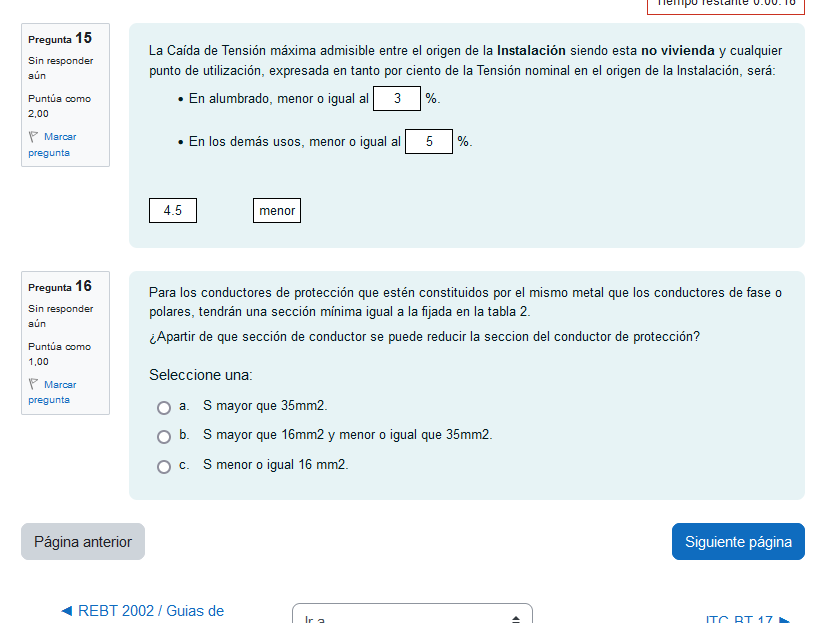 Tiempo restante 0:00:16
Pregunta 15
Sin responder
aún
Puntúa como
2,00
Marcar
pregunta
La Caída de Tensión máxima admisible entre el origen de la Instalación siendo esta no vivienda y cualquier
punto de utilización, expresada en tanto por ciento de la Tensión nominal en el origen de la Instalación, será:
• En alumbrado, menor o igual al 3 %.
• En los demás usos, menor o igual al 5 %.
4.5 menor
Pregunta 16
Sin responder
aún
Puntúa como
1,00
Marcar
pregunta
Para los conductores de protección que estén constituidos por el mismo metal que los conductores de fase o
polares, tendrán una sección mínima igual a la fijada en la tabla 2.
¿Apartir de que sección de conductor se puede reducir la seccion del conductor de protección?
Seleccione una:
a. S mayor que 35mm2.
b. S mayor que 16mm2 y menor o igual que 35mm2.
c. S menor o igual 16 mm2.
Página anterior
Siguiente página
◄ REBT 2002 / Guias de
Ir a
ITC-BT 17 ►